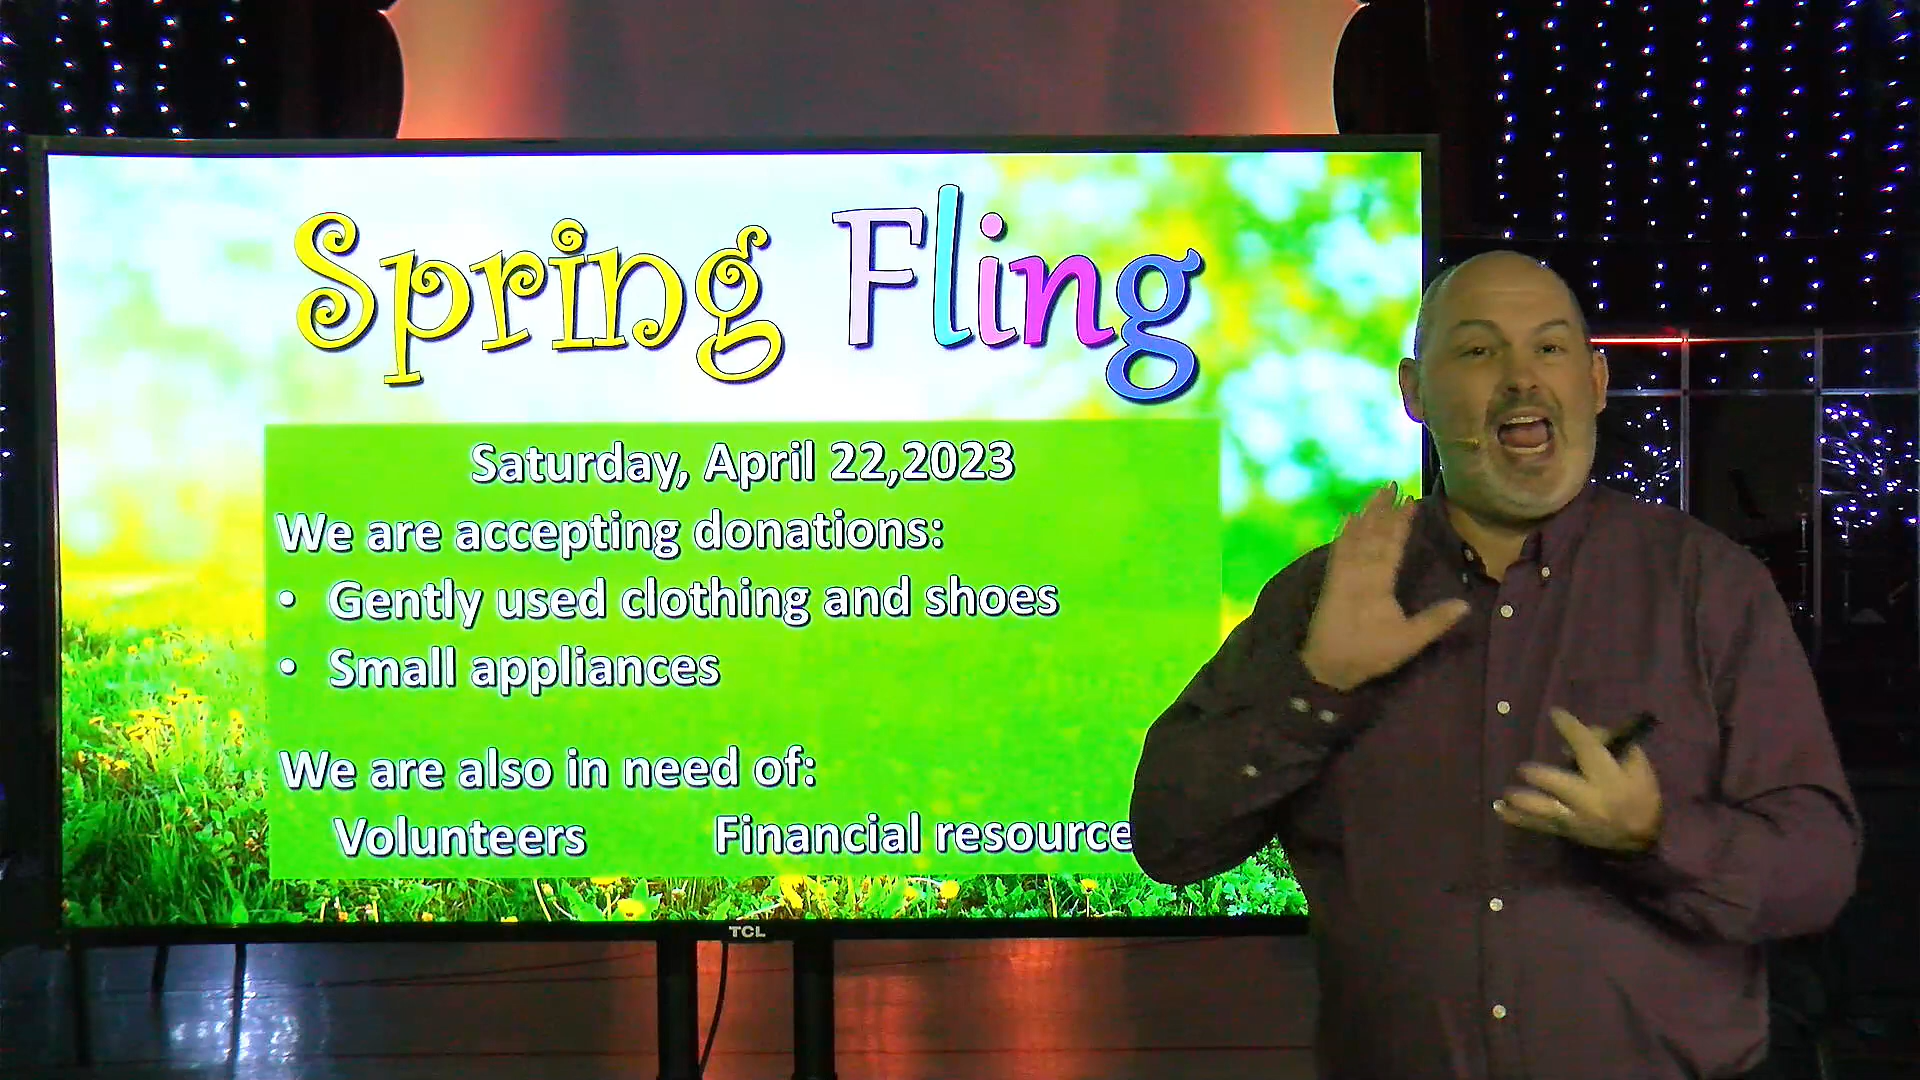 Spring Fling
Saturday, April 22,2023
We are accepting donations:
• Gently used clothing and shoes
• Small appliances
We are also in need of:
Volunteers Financial resource
TCL